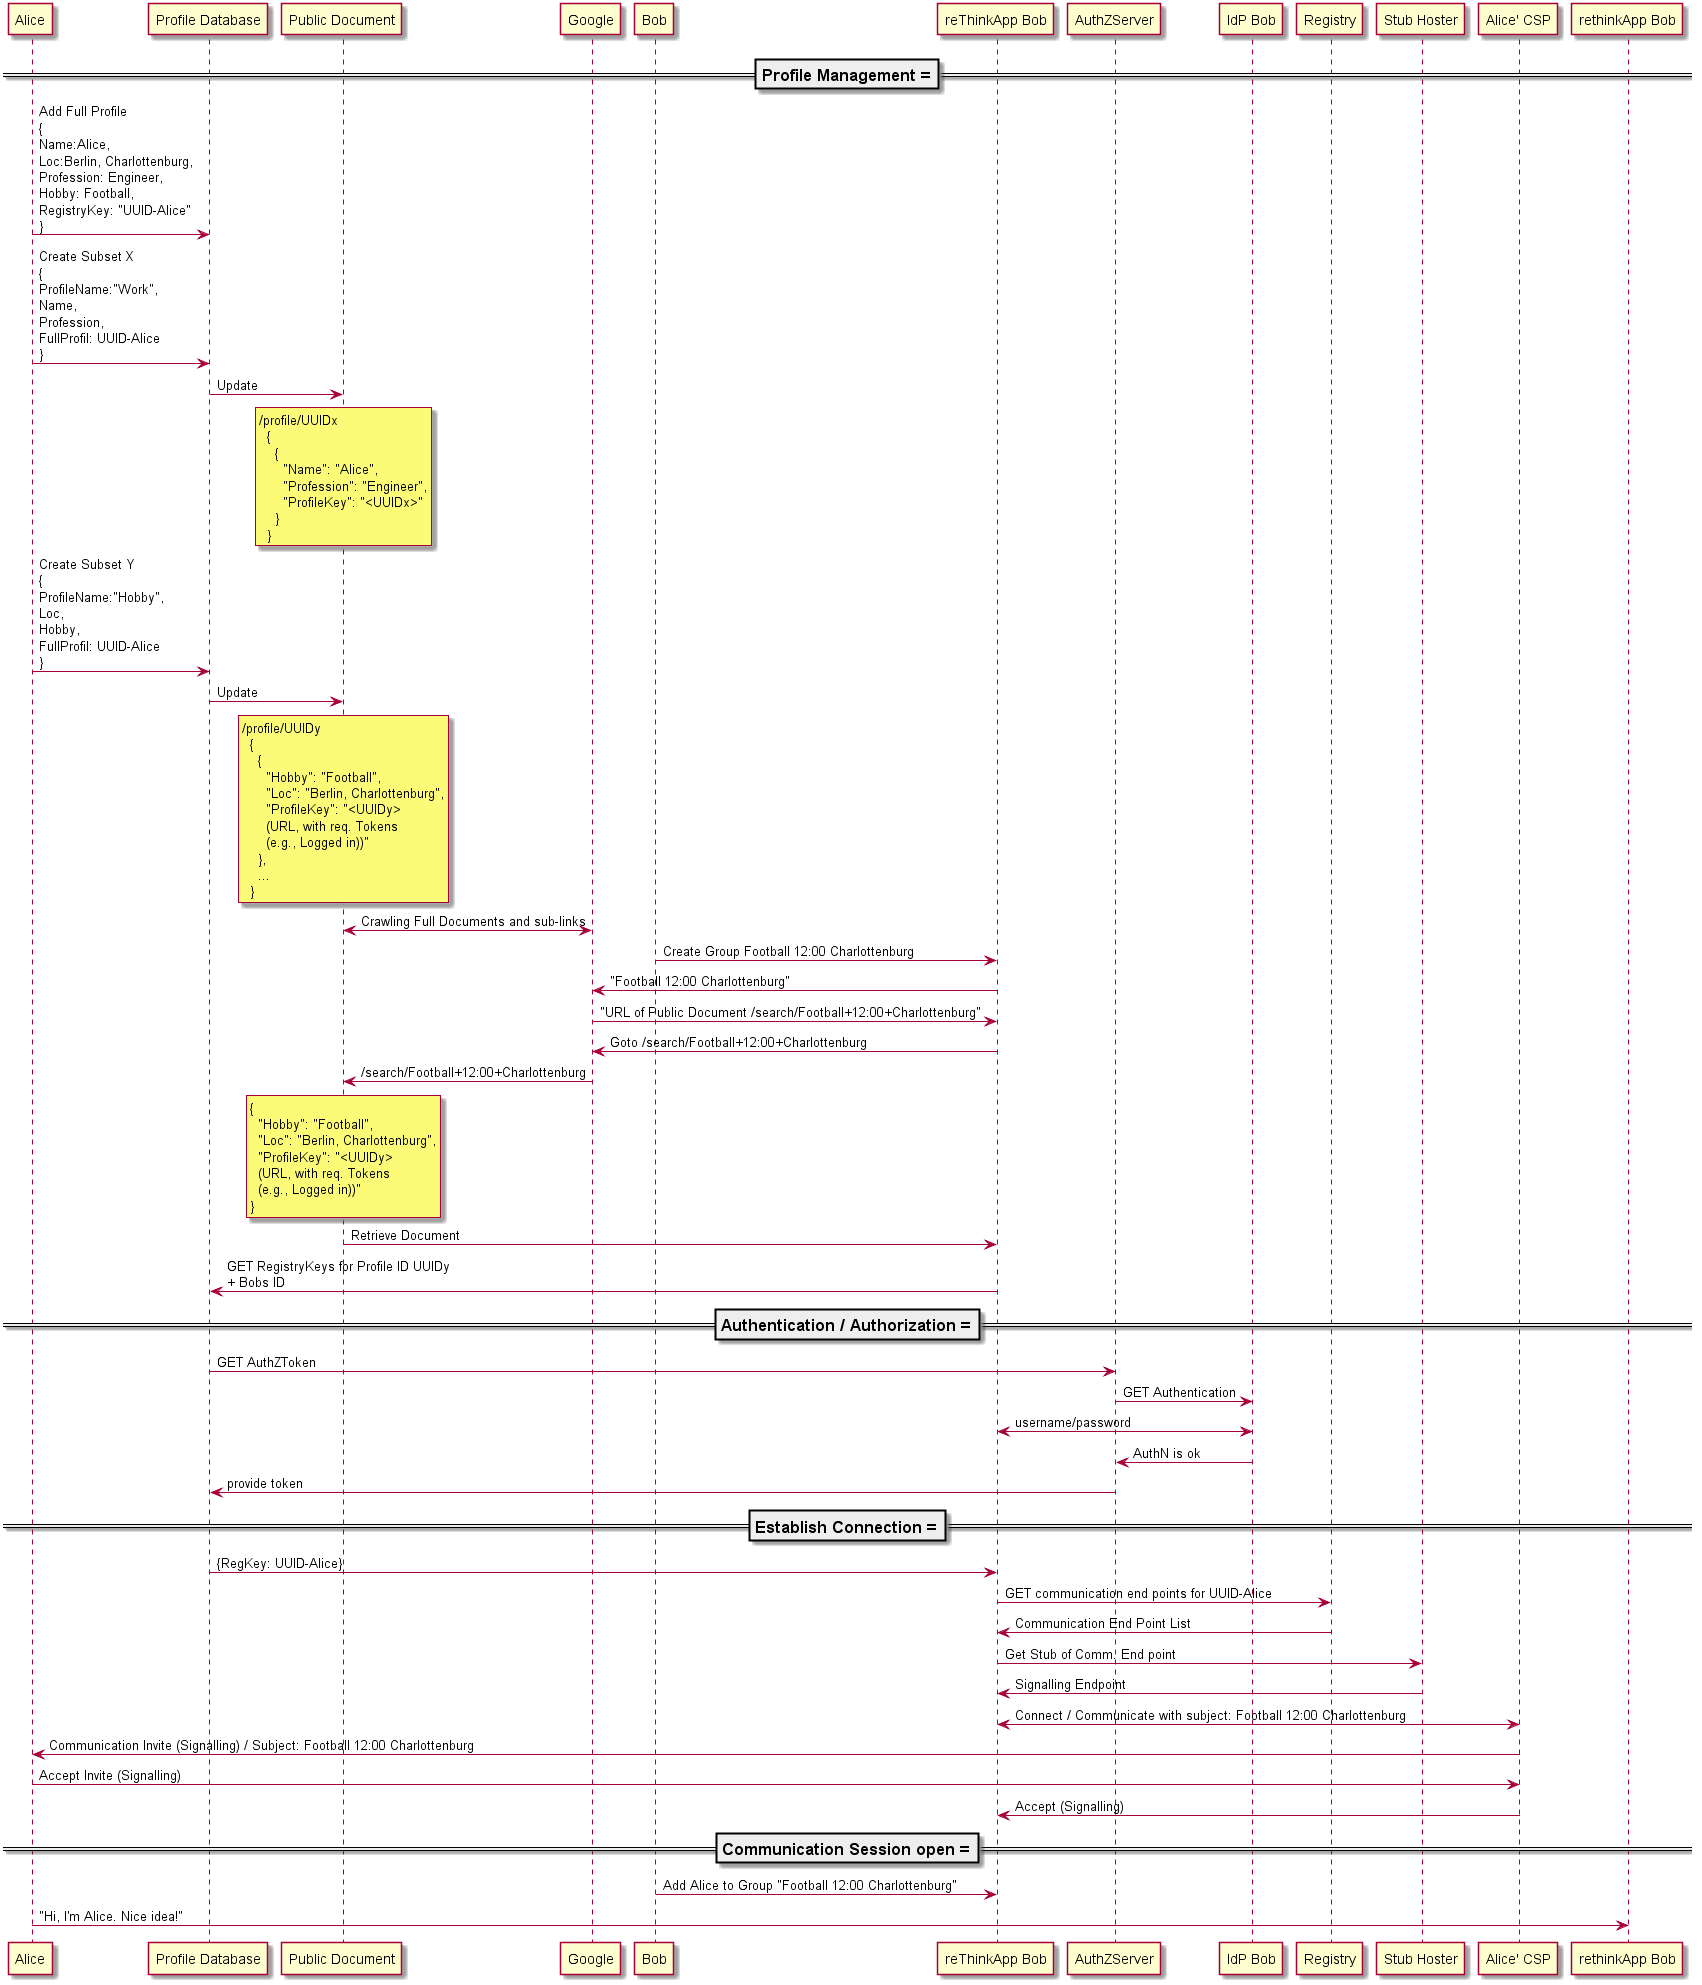 Alice
Profile Database
Public Document
Google
Bob
reThinkApp Bob
AuthZServer
IdP Bob
Registry
Stub Hoster
Alice' CSP
rethinkApp Bob
Profile Management =
Add Full Profile
{
Name:Alice,
Loc:Berlin, Charlottenburg,
Profession: Engineer,
Hobby: Football,
RegistryKey: "UUID-Alice"
}
Create Subset X
{
ProfileName:"Work",
Name,
Profession,
FullProfil: UUID-Alice
}
Update
/profile/UUIDx
{
{
"Name": "Alice",
"Profession": "Engineer",
"ProfileKey": "<UUIDx>"
}
}
Create Subset Y
{
ProfileName:"Hobby",
Loc,
Hobby,
FullProfil: UUID-Alice
}
Update
/profile/UUIDy
{
{
"Hobby": "Football",
"Loc": "Berlin, Charlottenburg",
"ProfileKey": "<UUIDy>
(URL, with req. Tokens
(e.g., Logged in))"
},
...
}
Crawling Full Documents and sub-links
Create Group Football 12:00 Charlottenburg
"Football 12:00 Charlottenburg"
"URL of Public Document /search/Football+12:00+Charlottenburg"
Goto /search/Football+12:00+Charlottenburg
/search/Football+12:00+Charlottenburg
{
"Hobby": "Football",
"Loc": "Berlin, Charlottenburg",
"ProfileKey": "<UUIDy>
(URL, with req. Tokens
(e.g., Logged in))"
}
Retrieve Document
GET RegistryKeys for Profile ID UUIDy
+ Bobs ID
Authentication / Authorization =
GET AuthZToken
GET Authentication
username/password
AuthN is ok
provide token
Establish Connection =
{RegKey: UUID-Alice}
GET communication end points for UUID-Alice
Communication End Point List
Get Stub of Comm. End point
Signalling Endpoint
Connect / Communicate with subject: Football 12:00 Charlottenburg
Communication Invite (Signalling) / Subject: Football 12:00 Charlottenburg
Accept Invite (Signalling)
Accept (Signalling)
Communication Session open =
Add Alice to Group "Football 12:00 Charlottenburg"
"Hi, I'm Alice. Nice idea!"
Alice
Profile Database
Public Document
Google
Bob
reThinkApp Bob
AuthZServer
IdP Bob
Registry
Stub Hoster
Alice' CSP
rethinkApp Bob